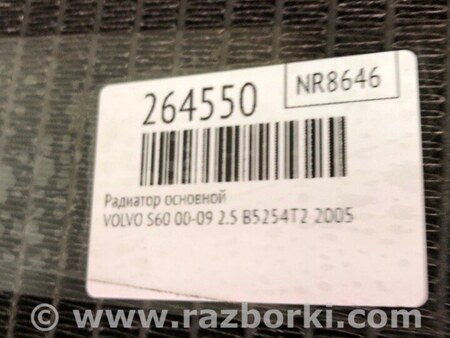 264550
NR8646
Радиатор основной
VOLVO S60 00-09 2.5 B5254T2 2005
© www.razborki.com